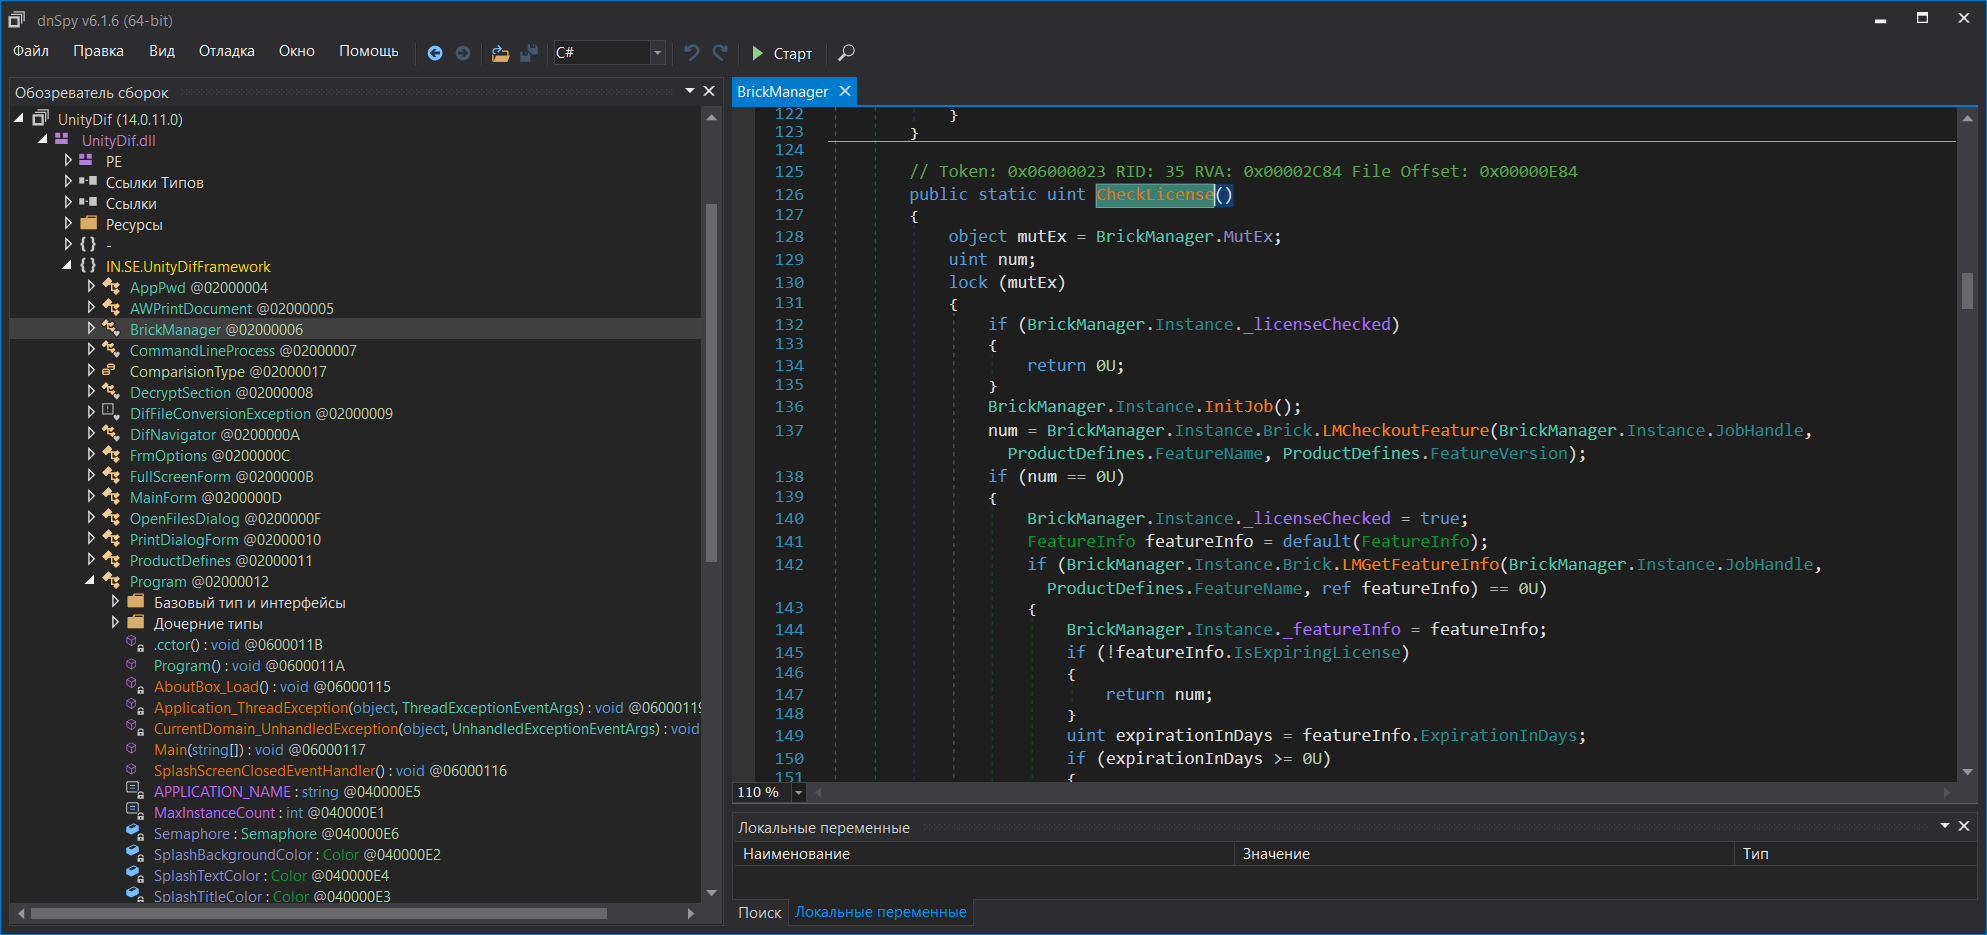 dnSpy v6.1.6 (64-bit)
Файл Правка Вид Отладка Окно Помощь C# Старт
Обозреватель сборок
UnityDif (14.0.11.0)
UnityDif.dll
PE
Ссылки Типов
Ссылки
Ресурсы
{ } -
{ } IN.SE.UnityDifFramework
AppPwd @02000004
AWPrintDocument @02000005
BrickManager @02000006
CommandLineProcess @02000007
ComparisionType @02000017
DecryptSection @02000008
DifFileConversionException @02000009
DifNavigator @0200000A
FrmOptions @0200000C
FullScreenForm @0200000B
MainForm @0200000D
OpenFilesDialog @0200000F
PrintDialogForm @02000010
ProductDefines @02000011
Program @02000012
Базовый тип и интерфейсы
Дочерние типы
.cctor() : void @0600011B
Program() : void @0600011A
AboutBox_Load() : void @06000115
Application_ThreadException(object, ThreadExceptionEventArgs) : void @06000119
CurrentDomain_UnhandledException(object, UnhandledExceptionEventArgs) : void
Main(string[]) : void @06000117
SplashScreenClosedEventHandler() : void @06000116
APPLICATION_NAME : string @040000E5
MaxInstanceCount : int @040000E1
Semaphore : Semaphore @040000E6
SplashBackgroundColor : Color @040000E2
SplashTextColor : Color @040000E4
SplashTitleColor : Color @040000E3
BrickManager
122 }
123 }
124
125 // Token: 0x06000023 RID: 35 RVA: 0x00002C84 File Offset: 0x00000E84
126 public static uint CheckLicense()
127 {
128 object mutEx = BrickManager.MutEx;
129 uint num;
130 lock (mutEx)
131 {
132 if (BrickManager.Instance._licenseChecked)
133 {
134 return 0U;
135 }
136 BrickManager.Instance.InitJob();
137 num = BrickManager.Instance.Brick.LMCheckoutFeature(BrickManager.Instance.JobHandle,
ProductDefines.FeatureName, ProductDefines.FeatureVersion);
138 if (num == 0U)
139 {
140 BrickManager.Instance._licenseChecked = true;
141 FeatureInfo featureInfo = default(FeatureInfo);
142 if (BrickManager.Instance.Brick.LMGetFeatureInfo(BrickManager.Instance.JobHandle,
ProductDefines.FeatureName, ref featureInfo) == 0U)
143 {
144 BrickManager.Instance._featureInfo = featureInfo;
145 if (!featureInfo.IsExpiringLicense)
146 {
147 return num;
148 }
149 uint expirationInDays = featureInfo.ExpirationInDays;
150 if (expirationInDays >= 0U)
151 {
110 %
Локальные переменные
Наименование Значение Тип
Поиск Локальные переменные